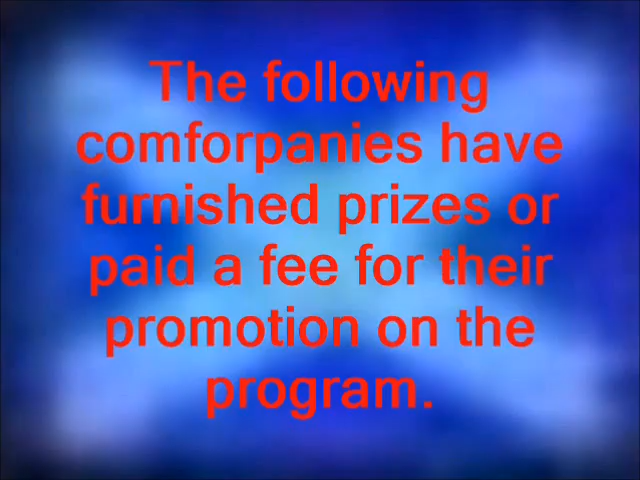 The following
comforpanies have
furnished prizes or
paid a fee for their
promotion on the
program.